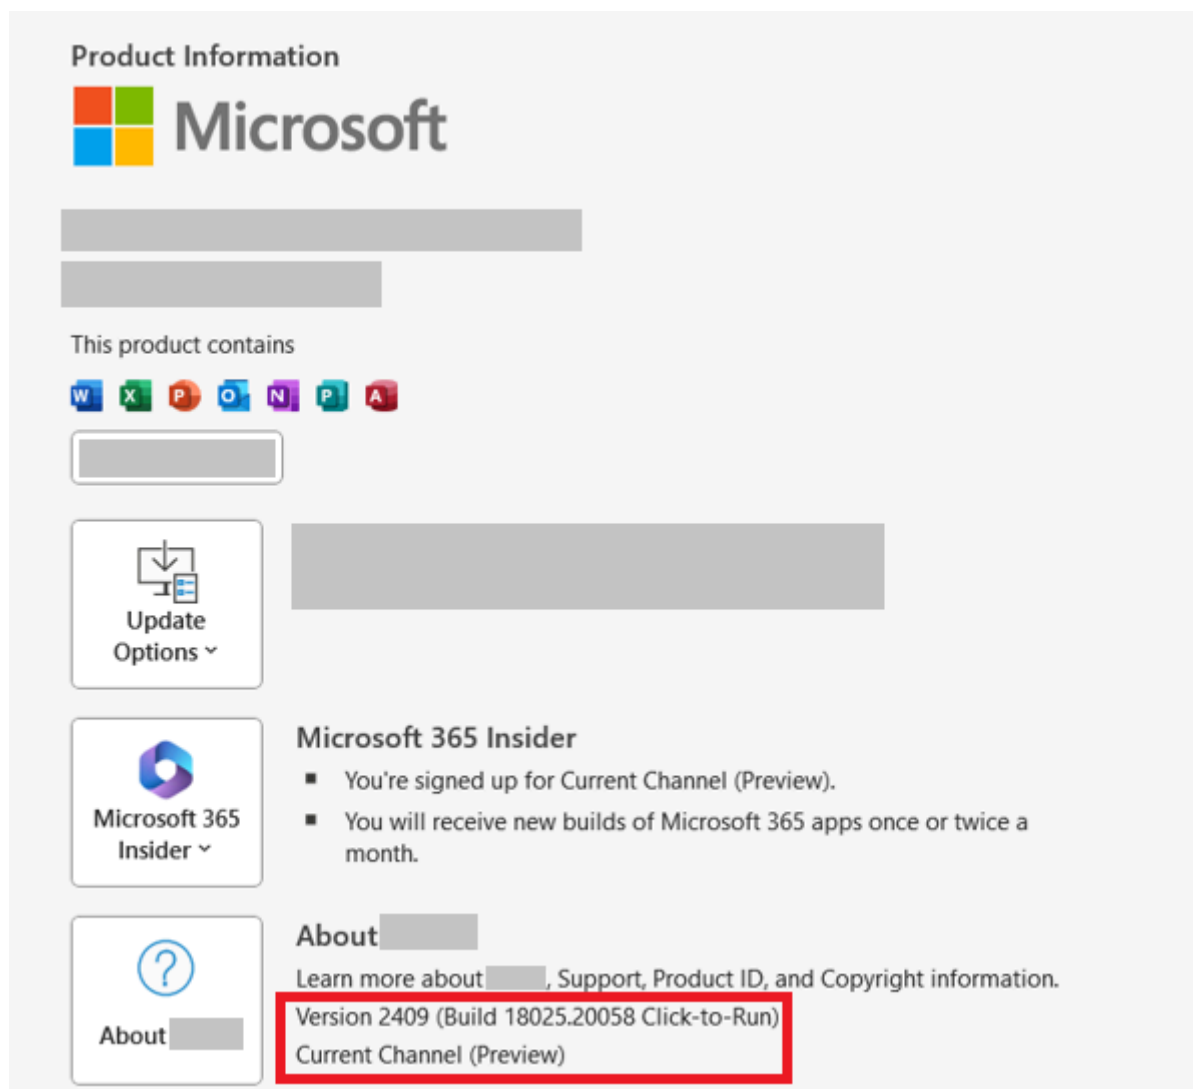 Product Information
Microsoft
This product contains
W X P O N P A
Update
Options
Microsoft 365
Insider
Microsoft 365 Insider
You're signed up for Current Channel (Preview).
You will receive new builds of Microsoft 365 apps once or twice a
month.
?
About
About
Learn more about , Support, Product ID, and Copyright information.
Version 2409 (Build 18025.20058 Click-to-Run)
Current Channel (Preview)